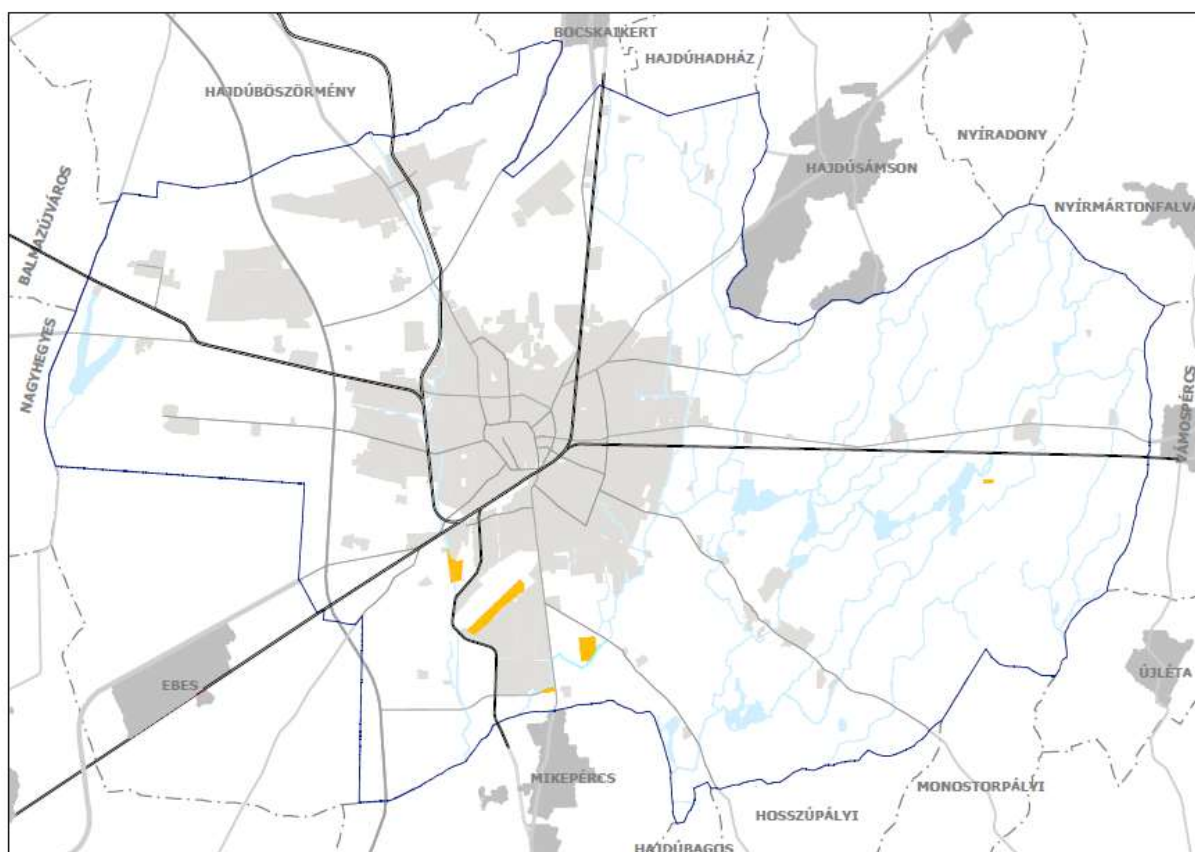 BOCSKAIKERT
HAJDÚHADHÁZ
HAJDÚBÖSZÖRMÉNY
NYÍRADONY
HAJDÚSÁMSON
BALMAZÚJVÁROS
NYÍRMÁRTONFALVA
NAGYHEGYES
VÁMOSPÉRCS
EBES
ÚJLÉTA
MIKEPÉRCS
MONOSTORPÁLYI
HOSSZÚPÁLYI
HAJDÚBAGOS